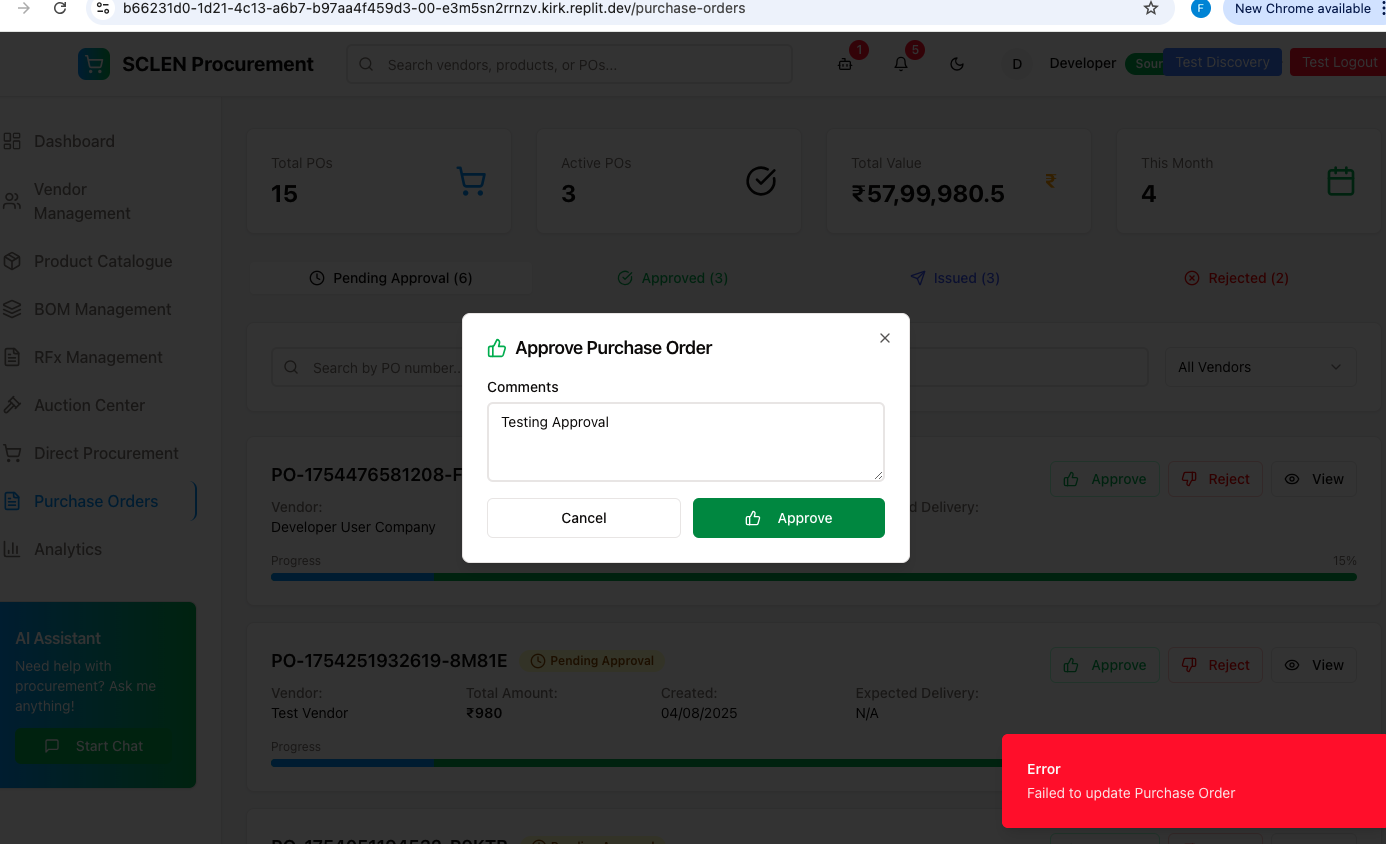 b66231d0-1d21-4c13-a6b7-b97aa4f459d3-00-e3m5sn2rrnzv.kirk.replit.dev/purchase-orders
F
New Chrome available
SCLEN Procurement
Search vendors, products, or POs...
1
5
D
Developer
Sour
Test Discovery
Test Logout
Dashboard
Vendor
Management
Product Catalogue
BOM Management
RFx Management
Auction Center
Direct Procurement
Purchase Orders
Analytics
AI Assistant
Need help with
procurement? Ask me
anything!
Start Chat
Total POs
15
Active POs
3
Total Value
₹57,99,980.5
₹
This Month
4
Pending Approval (6)
Approved (3)
Issued (3)
Rejected (2)
Search by PO number...
All Vendors
Approve Purchase Order
Comments
Testing Approval
Cancel
Approve
PO-1754476581208-F
Approve
Reject
View
Vendor:
d Delivery:
Developer User Company
Progress
15%
PO-1754251932619-8M81E
Pending Approval
Approve
Reject
View
Vendor:
Total Amount:
Created:
Expected Delivery:
Test Vendor
₹980
04/08/2025
N/A
Progress
Error
Failed to update Purchase Order